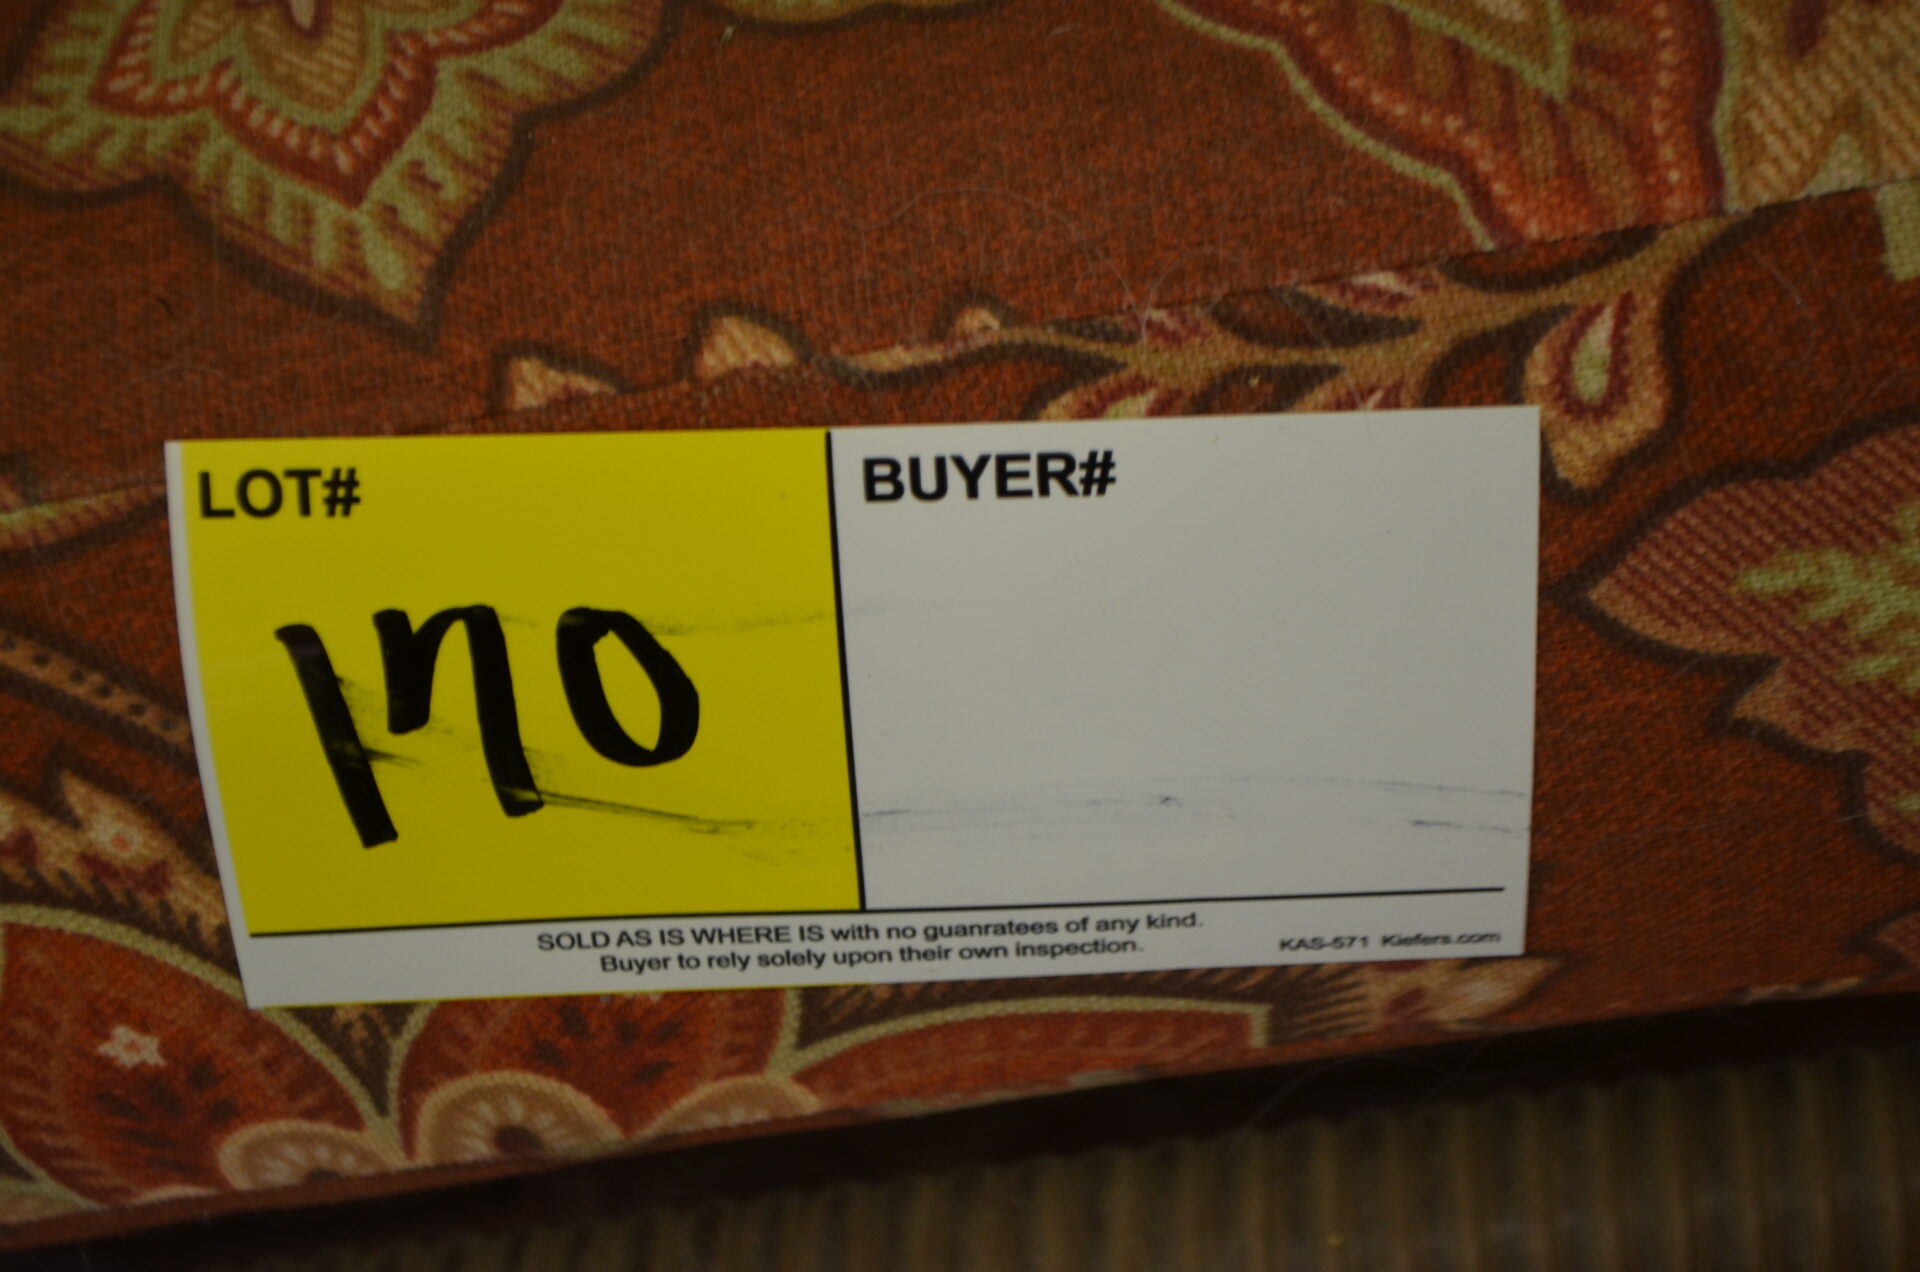 LOT#
170
BUYER#
SOLD AS IS WHERE IS with no guanratees of any kind.
Buyer to rely solely upon their own inspection.
KAS-571 Kiefers.com